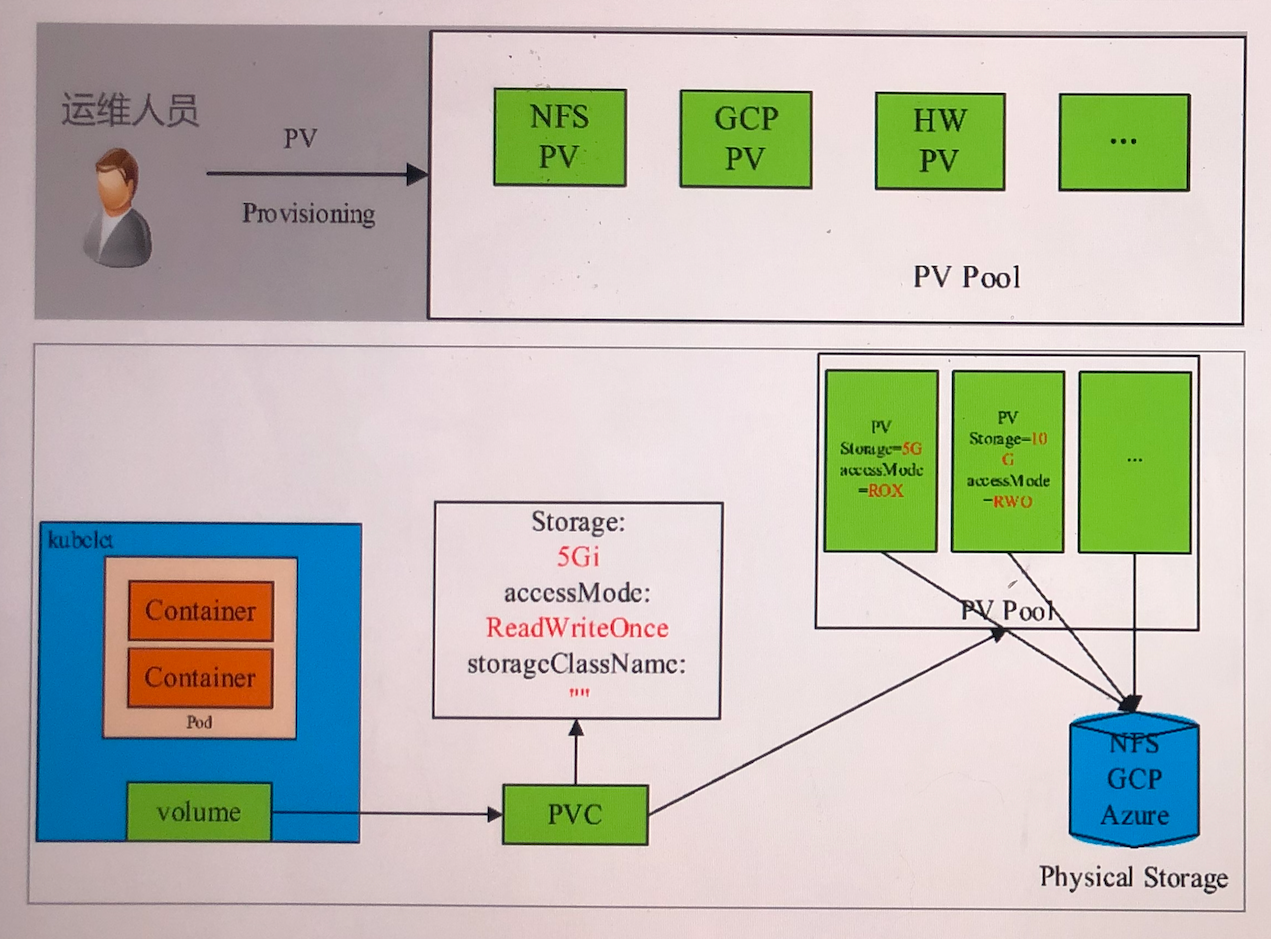 运维人员
PV
Provisioning
NFS
PV
GCP
PV
HW
PV
...
PV Pool
PV
Storage=5G
accessMode
=ROX
PV
Storage=10
G
accessMode
=RWO
...
PV Pool
kubelet
Container
Container
Pod
volume
Storage:
5Gi
accessMode:
ReadWriteOnce
storageClassName:
""
PVC
NFS
GCP
Azure
Physical Storage